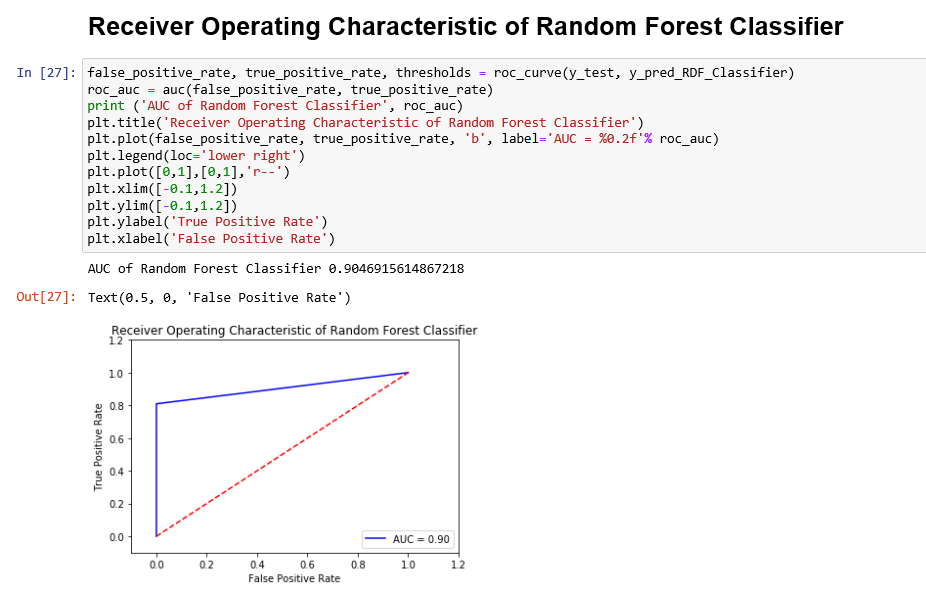 Receiver Operating Characteristic of Random Forest Classifier
In [27]: false_positive_rate, true_positive_rate, thresholds = roc_curve(y_test, y_pred_RDF_Classifier)
roc_auc = auc(false_positive_rate, true_positive_rate)
print ('AUC of Random Forest Classifier', roc_auc)
plt.title('Receiver Operating Characteristic of Random Forest Classifier')
plt.plot(false_positive_rate, true_positive_rate, 'b', label='AUC = %0.2f'% roc_auc)
plt.legend(loc='lower right')
plt.plot([0,1],[0,1],'r--')
plt.xlim([-0.1,1.2])
plt.ylim([-0.1,1.2])
plt.ylabel('True Positive Rate')
plt.xlabel('False Positive Rate')
AUC of Random Forest Classifier 0.9046915614867218
Out[27]: Text(0.5, 0, 'False Positive Rate')
Receiver Operating Characteristic of Random Forest Classifier
1.2
1.0
0.8
0.6
0.4
0.2
0.0
True Positive Rate
AUC = 0.90
0.0 0.2 0.4 0.6 0.8 1.0 1.2
False Positive Rate